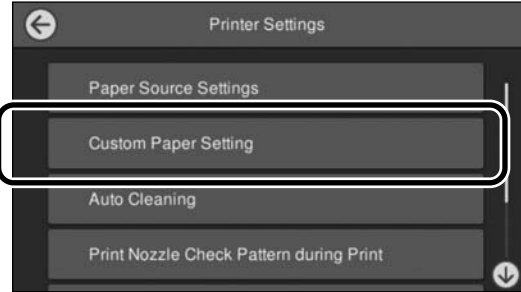 Printer Settings
Paper Source Settings
Custom Paper Setting
Auto Cleaning
Print Nozzle Check Pattern during Print